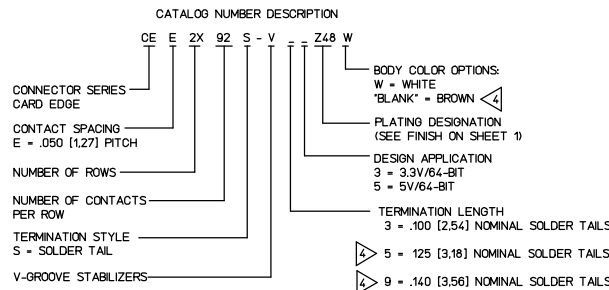 CATALOG NUMBER DESCRIPTION
CE E 2X 92 S - V _ _ Z48 W
BODY COLOR OPTIONS:
W = WHITE
"BLANK" = BROWN 4
PLATING DESIGNATION
(SEE FINISH ON SHEET 1)
DESIGN APPLICATION
3 = 3.3V/64-BIT
5 = 5V/64-BIT
TERMINATION LENGTH
3 = .100 [2,54] NOMINAL SOLDER TAILS
4 5 = 125 [3,18] NOMINAL SOLDER TAILS
4 9 = .140 [3,56] NOMINAL SOLDER TAILS
CONNECTOR SERIES
CARD EDGE
CONTACT SPACING
E = .050 [1,27] PITCH
NUMBER OF ROWS
NUMBER OF CONTACTS
PER ROW
TERMINATION STYLE
S = SOLDER TAIL
V-GROOVE STABILIZERS